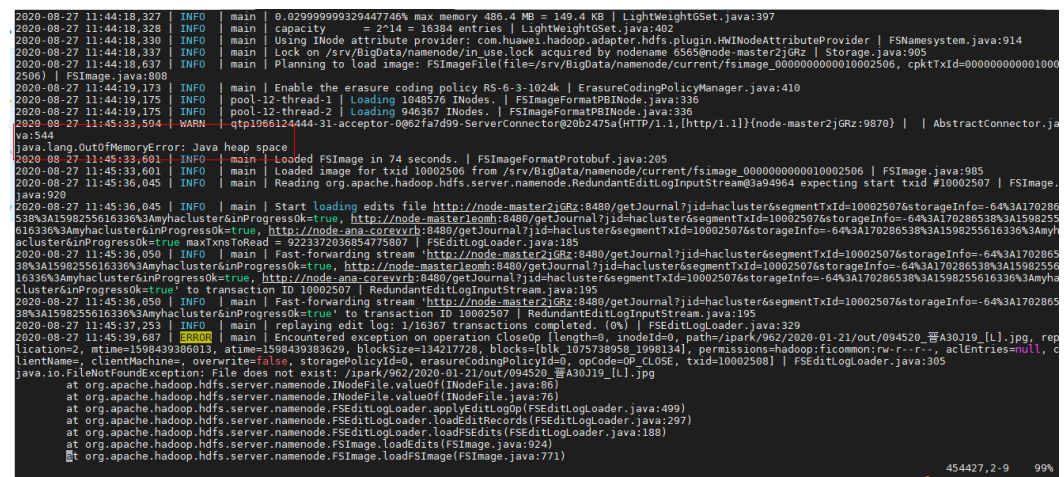 2020-08-27 11:44:18,327 | INFO  | main | 0.029999999329447746% max memory 486.4 MB = 149.4 KB | LightWeightGSet.java:397
2020-08-27 11:44:18,328 | INFO  | main | capacity      = 2^14 = 16384 entries | LightWeightGSet.java:402
2020-08-27 11:44:18,330 | INFO  | main | Using INode attribute provider: com.huawei.hadoop.adapter.hdfs.plugin.HWINodeAttributeProvider | FSNamesystem.java:914
2020-08-27 11:44:18,337 | INFO  | main | Lock on /srv/BigData/namenode/in_use.lock acquired by nodename 6565@node-master2jGRz | Storage.java:905
2020-08-27 11:44:18,637 | INFO  | main | Planning to load image: FSImageFile(file=/srv/BigData/namenode/current/fsimage_0000000000010002506, cpktTxId=000000000001000
2506) | FSImage.java:808
2020-08-27 11:44:19,173 | INFO  | main | Enable the erasure coding policy RS-6-3-1024k | ErasureCodingPolicyManager.java:410
2020-08-27 11:44:19,175 | INFO  | pool-12-thread-1 | Loading 1048576 INodes. | FSImageFormatPBINode.java:336
2020-08-27 11:44:19,175 | INFO  | pool-12-thread-2 | Loading 946367 INodes. | FSImageFormatPBINode.java:336
2020-08-27 11:45:33,594 | WARN  | qtp1966124444-31-acceptor-0@62fa7d99-ServerConnector@20b2475a{HTTP/1.1,[http/1.1]}{node-master2jGRz:9870} |  | AbstractConnector.ja
va:544
java.lang.OutOfMemoryError: Java heap space
2020-08-27 11:45:33,601 | INFO  | main | Loaded FSImage in 74 seconds. | FSImageFormatProtobuf.java:205
2020-08-27 11:45:33,601 | INFO  | main | Loaded image for txid 10002506 from /srv/BigData/namenode/current/fsimage_0000000000010002506 | FSImage.java:985
2020-08-27 11:45:36,045 | INFO  | main | Reading org.apache.hadoop.hdfs.server.namenode.RedundantEditLogInputStream@3a94964 expecting start txid #10002507 | FSImage.
java:920
2020-08-27 11:45:36,045 | INFO  | main | Start loading edits file http://node-master2jGRz:8480/getJournal?jid=hacluster&segmentTxId=10002507&storageInfo=-64%3A170286
538%3A1598255616336%3Amyhacluster&inProgressOk=true, http://node-master1eomh:8480/getJournal?jid=hacluster&segmentTxId=10002507&storageInfo=-64%3A170286538%3A1598255
616336%3Amyhacluster&inProgressOk=true, http://node-ana-corevvrb:8480/getJournal?jid=hacluster&segmentTxId=10002507&storageInfo=-64%3A170286538%3A1598255616336%3Amyh
acluster&inProgressOk=true maxTxnsToRead = 9223372036854775807 | FSEditLogLoader.java:185
2020-08-27 11:45:36,050 | INFO  | main | Fast-forwarding stream 'http://node-master2jGRz:8480/getJournal?jid=hacluster&segmentTxId=10002507&storageInfo=-64%3A1702865
38%3A1598255616336%3Amyhacluster&inProgressOk=true, http://node-master1eomh:8480/getJournal?jid=hacluster&segmentTxId=10002507&storageInfo=-64%3A170286538%3A15982556
16336%3Amyhacluster&inProgressOk=true, http://node-ana-corevvrb:8480/getJournal?jid=hacluster&segmentTxId=10002507&storageInfo=-64%3A170286538%3A1598255616336%3Amyha
cluster&inProgressOk=true' to transaction ID 10002507 | RedundantEditLogInputStream.java:195
2020-08-27 11:45:36,050 | INFO  | main | Fast-forwarding stream 'http://node-master2jGRz:8480/getJournal?jid=hacluster&segmentTxId=10002507&storageInfo=-64%3A1702865
38%3A1598255616336%3Amyhacluster&inProgressOk=true' to transaction ID 10002507 | RedundantEditLogInputStream.java:195
2020-08-27 11:45:37,253 | INFO  | main | replaying edit log: 1/16367 transactions completed. (0%) | FSEditLogLoader.java:329
2020-08-27 11:45:39,687 | ERROR | main | Encountered exception on operation CloseOp [length=0, inodeId=0, path=/ipark/962/2020-01-21/out/094520_晋A30J19_[L].jpg, rep
lication=2, mtime=1598439386013, atime=1598439383629, blockSize=134217728, blocks=[blk_1075738958_1998134], permissions=hadoop:ficommon:rw-r--r--, aclEntries=null, c
lientName=, clientMachine=, overwrite=false, storagePolicyId=0, erasureCodingPolicyId=0, opCode=OP_CLOSE, txid=10002508] | FSEditLogLoader.java:305
java.io.FileNotFoundException: File does not exist: /ipark/962/2020-01-21/out/094520_晋A30J19_[L].jpg
at org.apache.hadoop.hdfs.server.namenode.INodeFile.valueOf(INodeFile.java:86)
at org.apache.hadoop.hdfs.server.namenode.INodeFile.valueOf(INodeFile.java:76)
at org.apache.hadoop.hdfs.server.namenode.FSEditLogLoader.applyEditLogOp(FSEditLogLoader.java:499)
at org.apache.hadoop.hdfs.server.namenode.FSEditLogLoader.loadEditRecords(FSEditLogLoader.java:297)
at org.apache.hadoop.hdfs.server.namenode.FSEditLogLoader.loadFSEdits(FSEditLogLoader.java:188)
at org.apache.hadoop.hdfs.server.namenode.FSImage.loadEdits(FSImage.java:924)
at org.apache.hadoop.hdfs.server.namenode.FSImage.loadFSImage(FSImage.java:771)
454427,2-9    99%